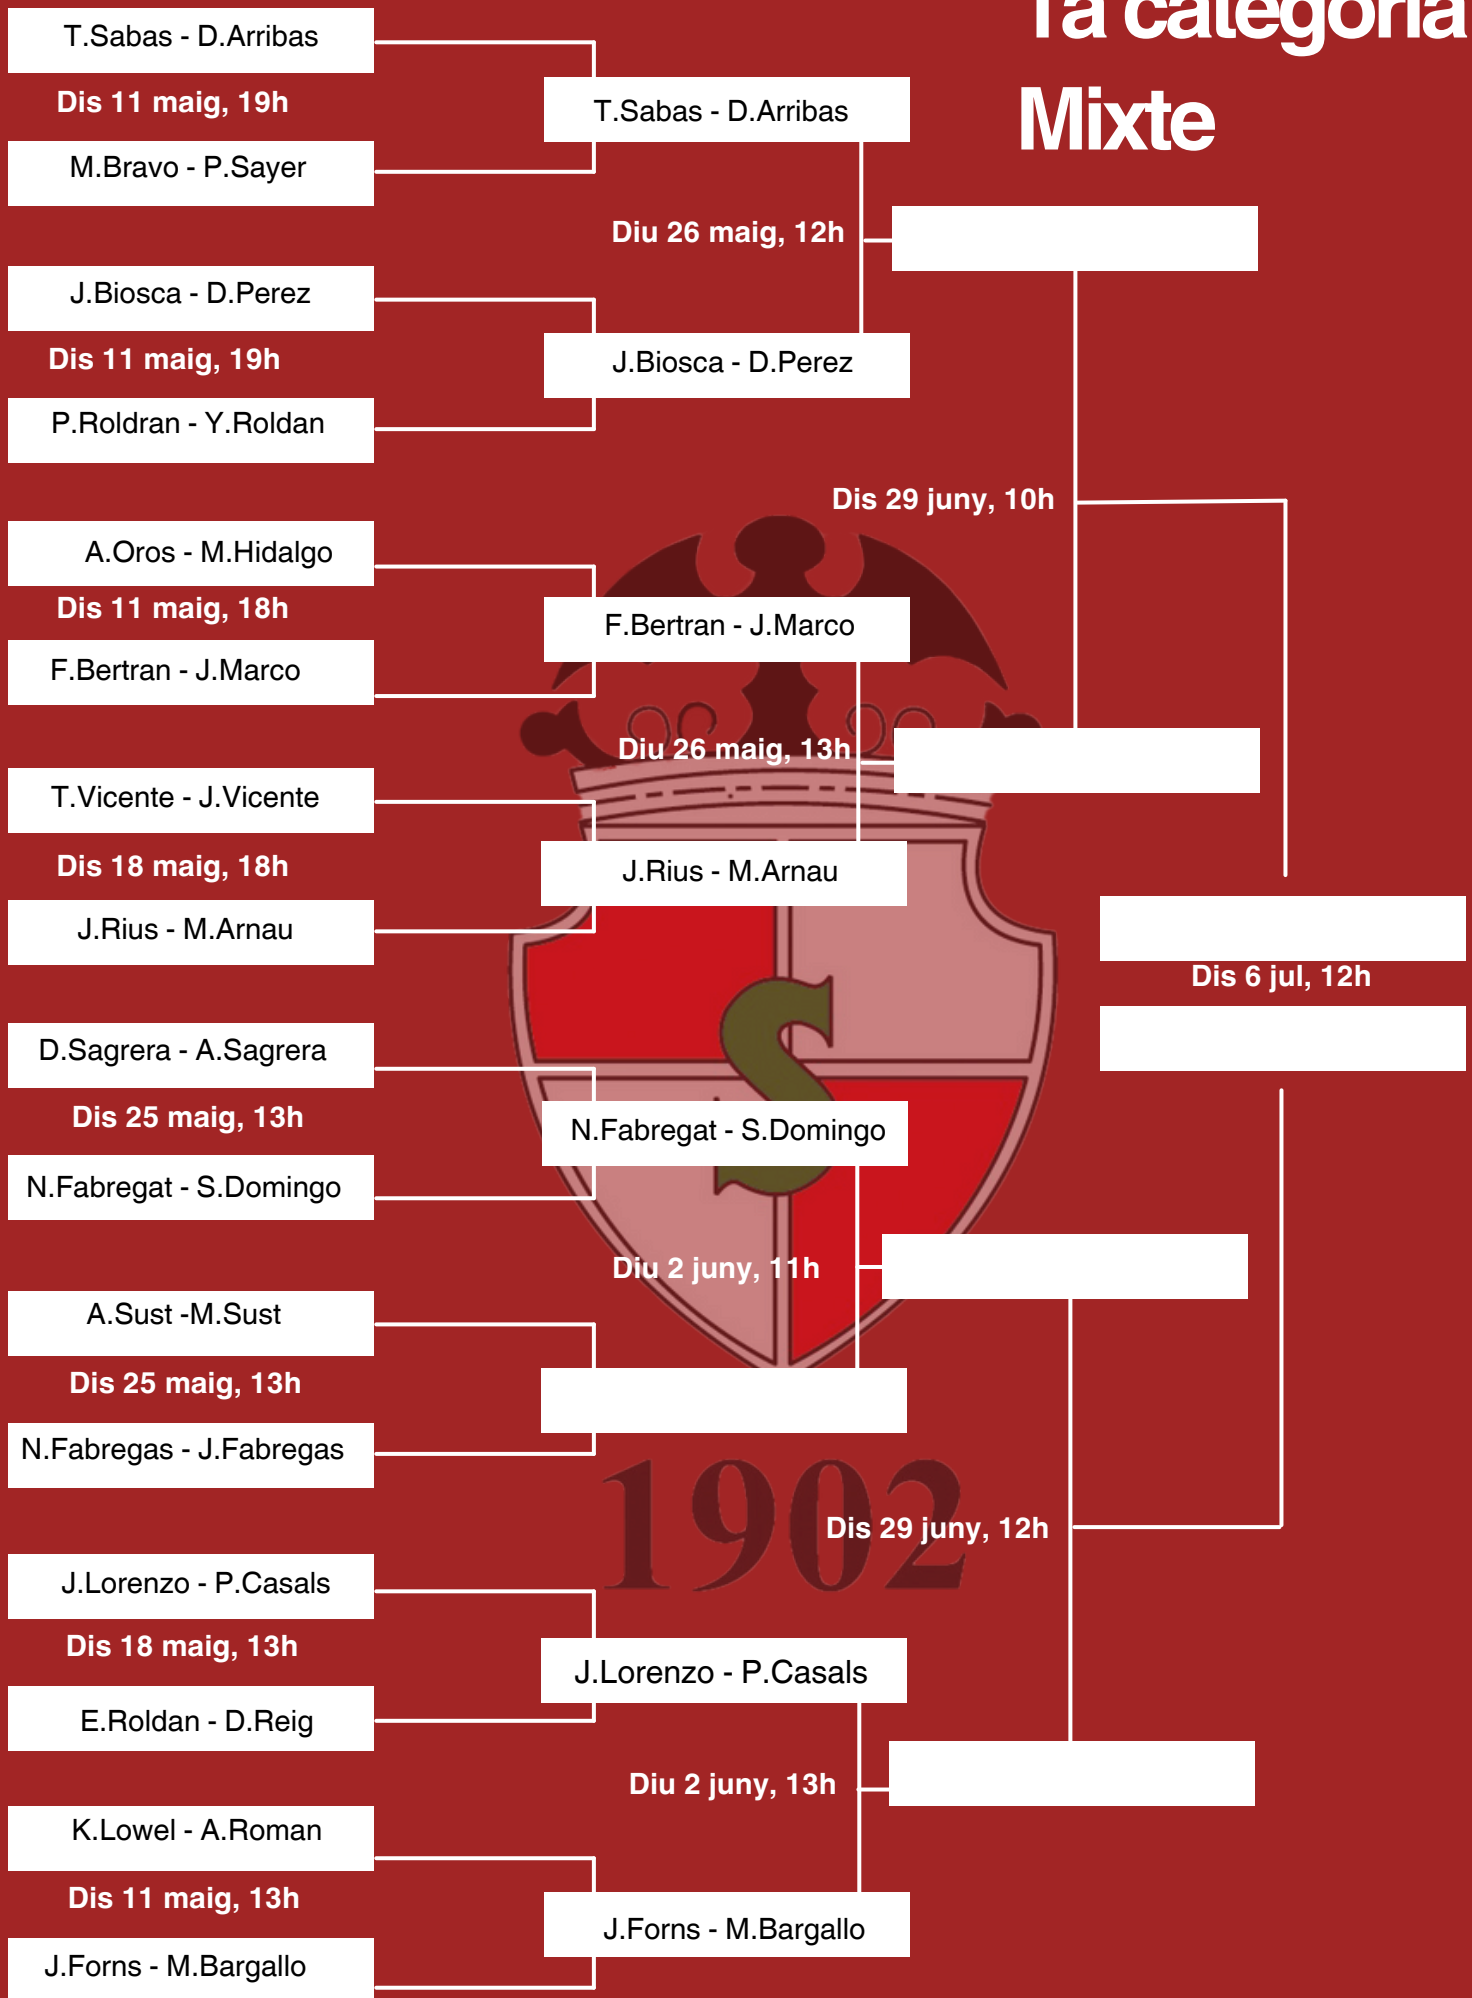 1a categoria
Mixte
T.Sabas - D.Arribas
Dis 11 maig, 19h
M.Bravo - P.Sayer
J.Biosca - D.Perez
Dis 11 maig, 19h
P.Roldran - Y.Roldan
A.Oros - M.Hidalgo
Dis 11 maig, 18h
F.Bertran - J.Marco
T.Vicente - J.Vicente
Dis 18 maig, 18h
J.Rius - M.Arnau
D.Sagrera - A.Sagrera
Dis 25 maig, 13h
N.Fabregat - S.Domingo
A.Sust -M.Sust
Dis 25 maig, 13h
N.Fabregas - J.Fabregas
J.Lorenzo - P.Casals
Dis 18 maig, 13h
E.Roldan - D.Reig
K.Lowel - A.Roman
Dis 11 maig, 13h
J.Forns - M.Bargallo
T.Sabas - D.Arribas
Diu 26 maig, 12h
J.Biosca - D.Perez
F.Bertran - J.Marco
Diu 26 maig, 13h
J.Rius - M.Arnau
S
N.Fabregat - S.Domingo
Diu 2 juny, 11h
1902
J.Lorenzo - P.Casals
Diu 2 juny, 13h
J.Forns - M.Bargallo
Dis 29 juny, 10h
Dis 29 juny, 12h
Dis 6 jul, 12h